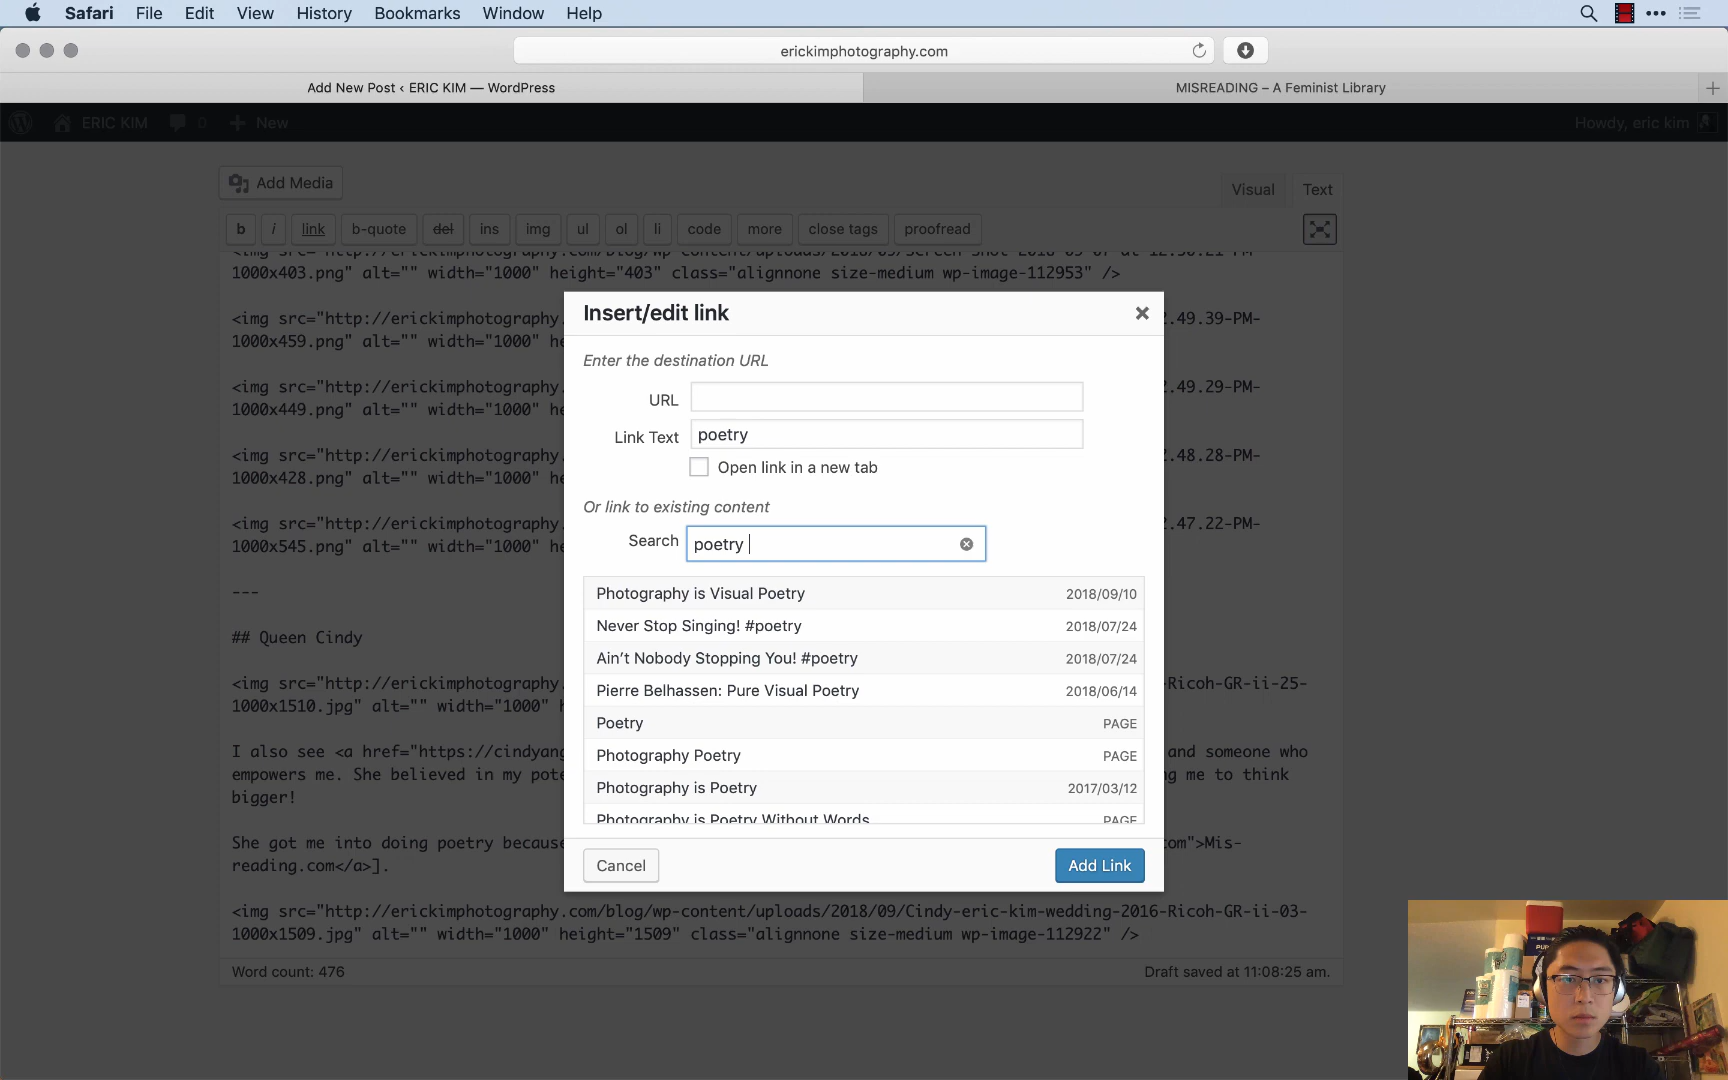 Safari File Edit View History Bookmarks Window Help
erickimphotography.com
Add New Post ‹ ERIC KIM — WordPress
MISREADING – A Feminist Library
ERIC KIM 0 New
Howdy, eric kim
Add Media
Visual Text
b i link b-quote del ins img ul ol li code more close tags proofread
1000x403.png" alt="" width="1000" height="403" class="alignnone size-medium wp-image-112953" />
<img src="http://erickimphotography. 2.49.39-PM-
1000x459.png" alt="" width="1000" he
<img src="http://erickimphotography. 2.49.29-PM-
1000x449.png" alt="" width="1000" he
<img src="http://erickimphotography. 2.48.28-PM-
1000x428.png" alt="" width="1000" he
<img src="http://erickimphotography. 2.47.22-PM-
1000x545.png" alt="" width="1000" he
---
## Queen Cindy
<img src="http://erickimphotography. -Ricoh-GR-ii-25-
1000x1510.jpg" alt="" width="1000" h
I also see <a href="https://cindyang and someone who
empowers me. She believed in my pote g me to think
bigger!
She got me into doing poetry becaus om">Mis-
reading.com</a>].
<img src="http://erickimphotography.com/blog/wp-content/uploads/2018/09/Cindy-eric-kim-wedding-2016-Ricoh-GR-ii-03-
1000x1509.jpg" alt="" width="1000" height="1509" class="alignnone size-medium wp-image-112922" />
Word count: 476
Draft saved at 11:08:25 am.
Insert/edit link
Enter the destination URL
URL
Link Text poetry
Open link in a new tab
Or link to existing content
Search poetry
Photography is Visual Poetry 2018/09/10
Never Stop Singing! #poetry 2018/07/24
Ain’t Nobody Stopping You! #poetry 2018/07/24
Pierre Belhassen: Pure Visual Poetry 2018/06/14
Poetry PAGE
Photography Poetry PAGE
Photography is Poetry 2017/03/12
Photography is Poetry Without Words PAGE
Cancel
Add Link